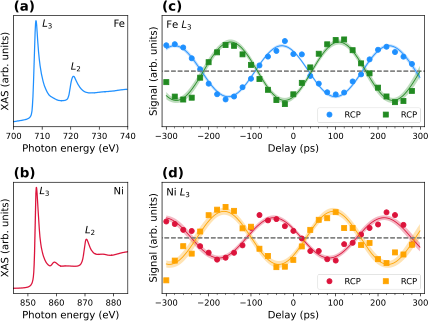 (a)
Fe
L3
L2
XAS (arb. units)
700 710 720 730 740
Photon energy (eV)
(c)
Fe L3
Signal (arb. units)
RCP RCP
−300 −200 −100 0 100 200 300
Delay (ps)
(b)
Ni
L3
L2
XAS (arb. units)
850 860 870 880
Photon energy (eV)
(d)
Ni L3
Signal (arb. units)
RCP RCP
−300 −200 −100 0 100 200 300
Delay (ps)